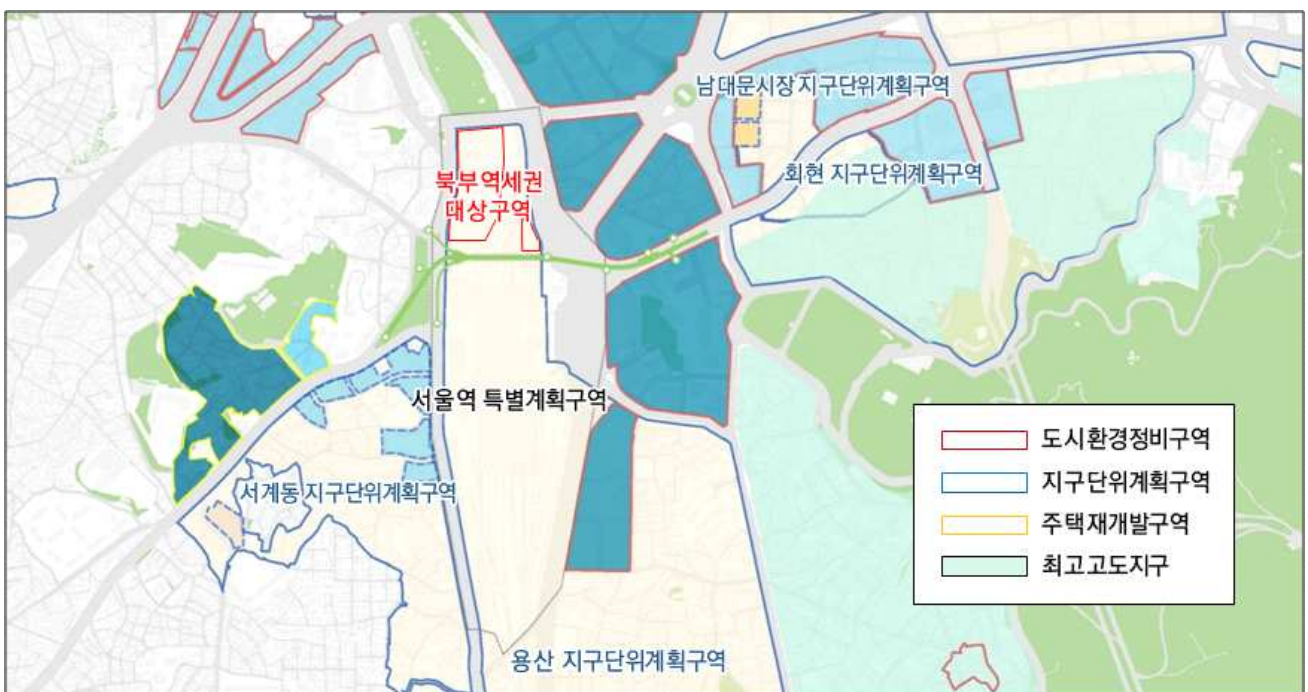 남대문시장 지구단위계획구역
회현 지구단위계획구역
북부역세권
대상구역
서울역 특별계획구역
서계동 지구단위계획구역
용산 지구단위계획구역
도시환경정비구역
지구단위계획구역
주택재개발구역
최고고도지구